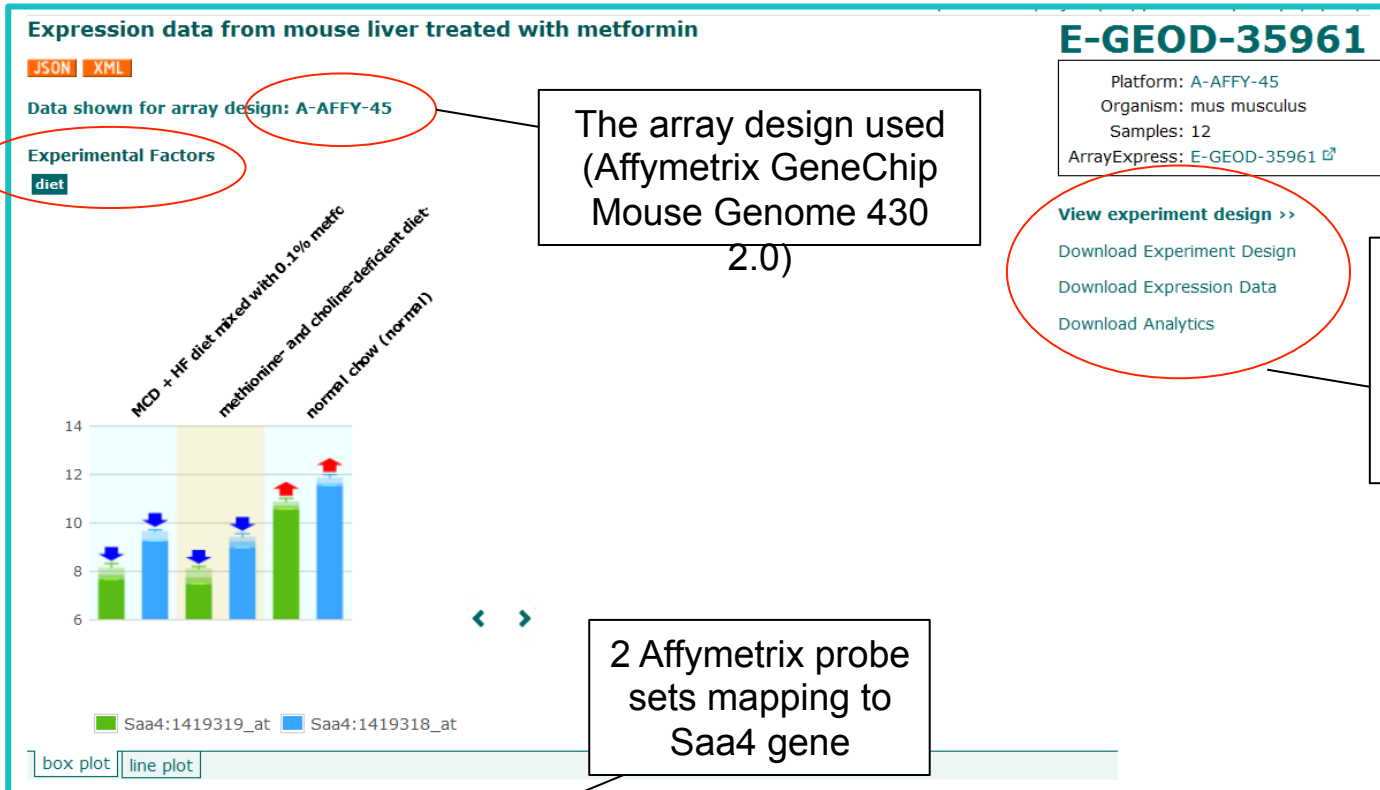 Expression data from mouse liver treated with metformin
JSON XML
Data shown for array design: A-AFFY-45
Experimental Factors
diet
The array design used
(Affymetrix GeneChip
Mouse Genome 430
2.0)
E-GEOD-35961
Platform: A-AFFY-45
Organism: mus musculus
Samples: 12
ArrayExpress: E-GEOD-35961
View experiment design ››
Download Experiment Design
Download Expression Data
Download Analytics
MCD + HF diet mixed with 0.1% metfo
methionine- and choline-deficient diet-
normal chow (normal)
14
12
10
8
6
2 Affymetrix probe
sets mapping to
Saa4 gene
Saa4:1419319_at Saa4:1419318_at
box plot line plot